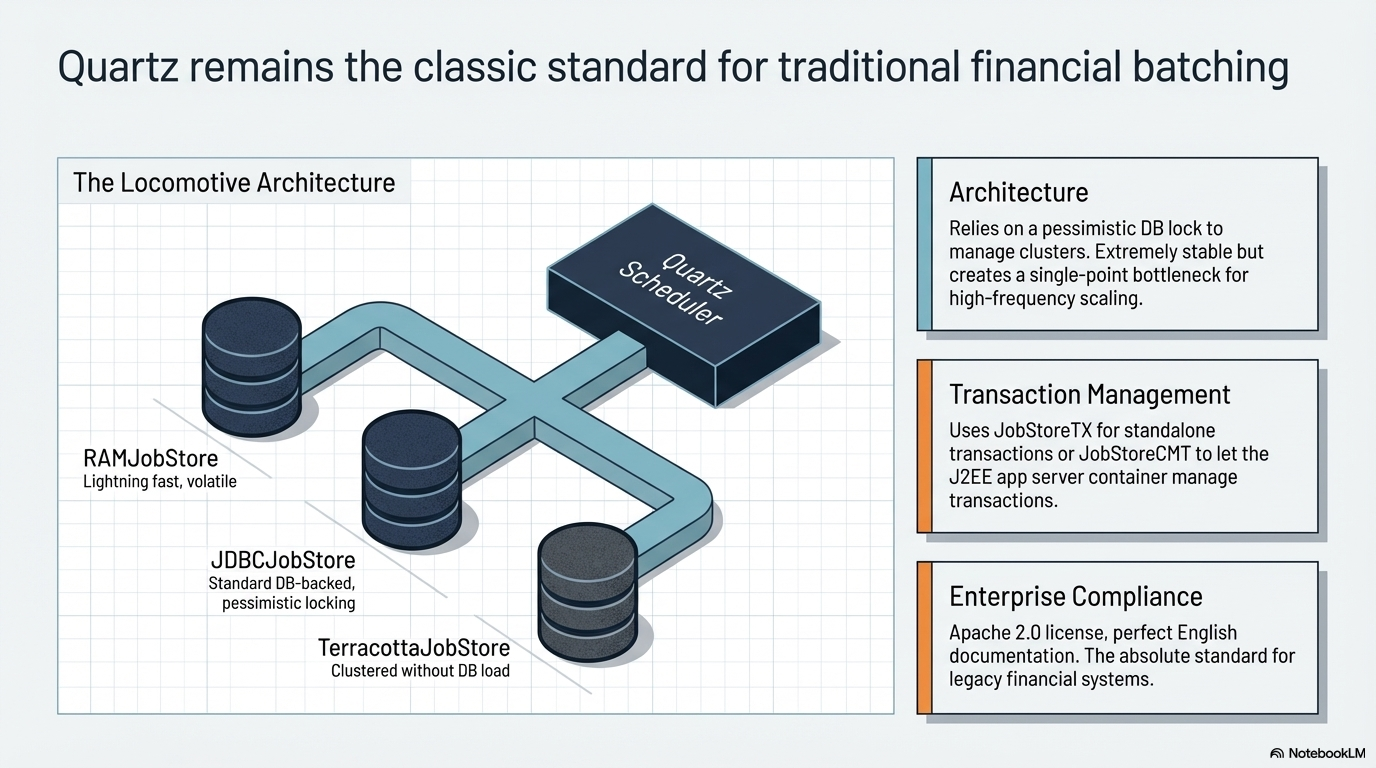 Quartz remains the classic standard for traditional financial batching
The Locomotive Architecture
Quartz
Scheduler
RAMJobStore
Lightning fast, volatile
JDBCJobStore
Standard DB-backed,
pessimistic locking
TerracottaJobStore
Clustered without DB load
Architecture
Relies on a pessimistic DB lock to
manage clusters. Extremely stable but
creates a single-point bottleneck for
high-frequency scaling.
Transaction Management
Uses JobStoreTX for standalone
transactions or JobStoreCMT to let the
J2EE app server container manage
transactions.
Enterprise Compliance
Apache 2.0 license, perfect English
documentation. The absolute standard for
legacy financial systems.
NotebookLM